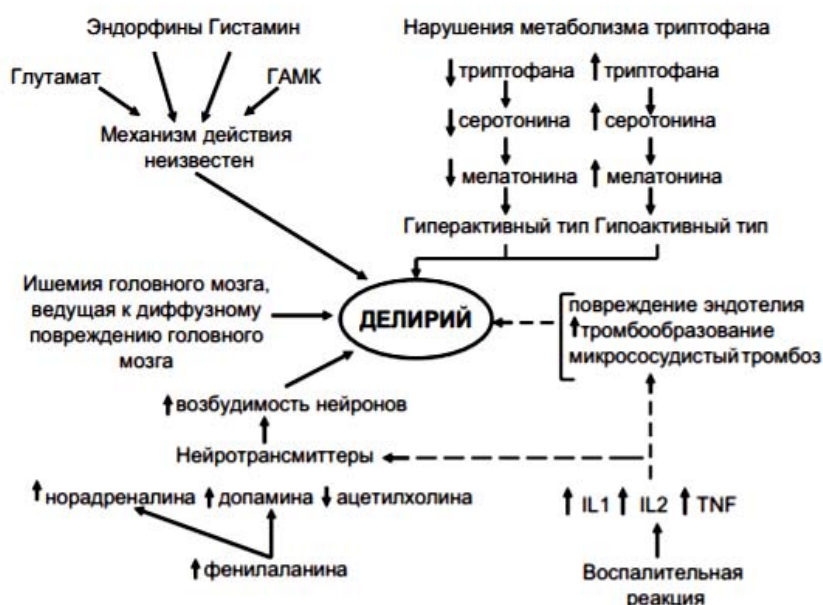 Эндорфины Гистамин
Глутамат
ГАМК
Механизм действия
неизвестен
Нарушения метаболизма триптофана
триптофана
триптофана
серотонина
серотонина
мелатонина
мелатонина
Гиперактивный тип Гипоактивный тип
Ишемия головного мозга,
ведущая к диффузному
повреждению головного
мозга
ДЕЛИРИЙ
повреждение эндотелия
тромбообразование
микрососудистый тромбоз
возбудимость нейронов
Нейротрансмиттеры
норадреналина допамина ацетилхолина
фенилаланина
IL1 IL2 TNF
Воспалительная
реакция